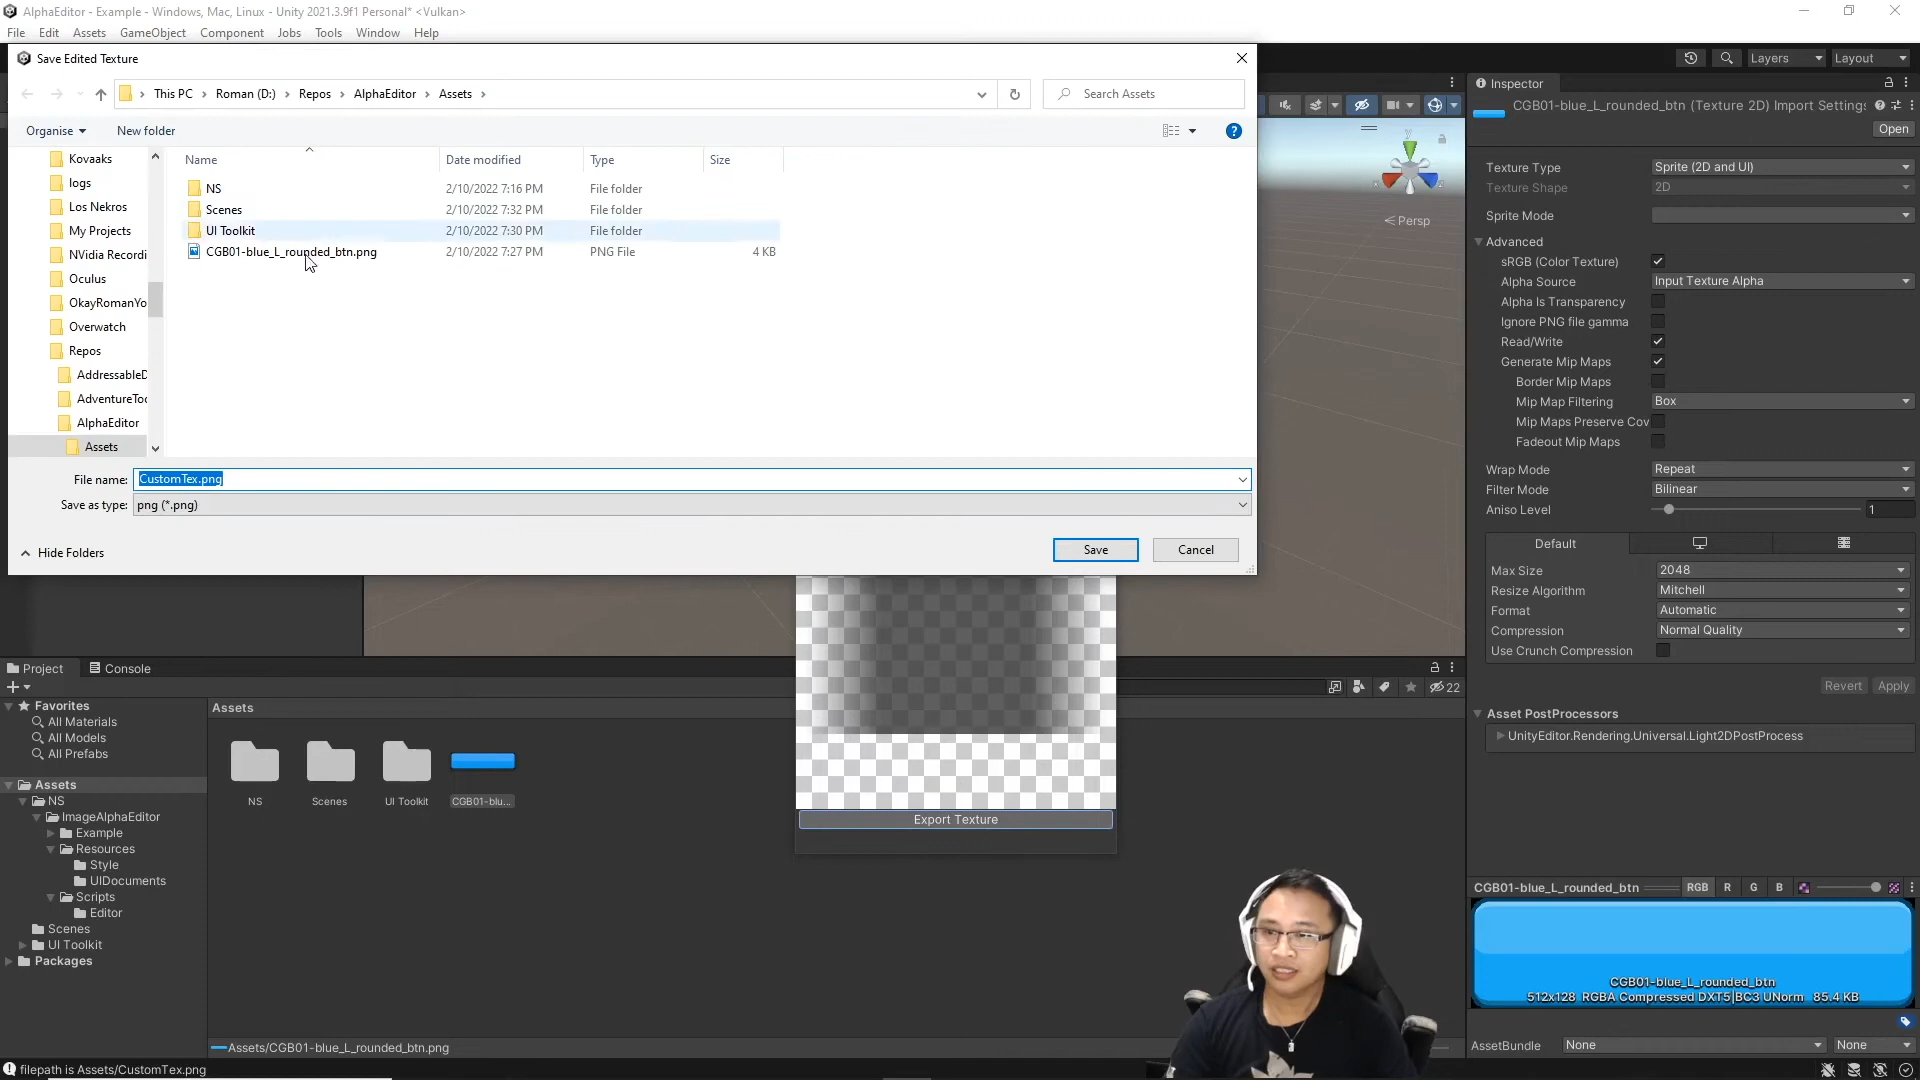 AlphaEditor - Example - Windows, Mac, Linux - Unity 2021.3.9f1 Personal* <Vulkan>
File Edit Assets GameObject Component Jobs Tools Window Help
Save Edited Texture
This PC › Roman (D:) › Repos › AlphaEditor › Assets ›
Search Assets
Organise New folder
Name Date modified Type Size
NS 2/10/2022 7:16 PM File folder
Scenes 2/10/2022 7:32 PM File folder
UI Toolkit 2/10/2022 7:30 PM File folder
CGB01-blue_L_rounded_btn.png 2/10/2022 7:27 PM PNG File 4 KB
Kovaaks
logs
Los Nekros
My Projects
NVidia Recordi
Oculus
OkayRomanYo
Overwatch
Repos
AddressableD
AdventureToo
AlphaEditor
Assets
File name: CustomTex.png
Save as type: png (*.png)
Hide Folders
Save Cancel
Layers Layout
Persp
Inspector
CGB01-blue_L_rounded_btn (Texture 2D) Import Settings
Open
Texture Type Sprite (2D and UI)
Texture Shape 2D
Sprite Mode
Advanced
sRGB (Color Texture)
Alpha Source Input Texture Alpha
Alpha Is Transparency
Ignore PNG file gamma
Read/Write
Generate Mip Maps
Border Mip Maps
Mip Map Filtering Box
Mip Maps Preserve Cov
Fadeout Mip Maps
Wrap Mode Repeat
Filter Mode Bilinear
Aniso Level 1
Default
Max Size 2048
Resize Algorithm Mitchell
Format Automatic
Compression Normal Quality
Use Crunch Compression
Revert Apply
Asset PostProcessors
UnityEditor.Rendering.Universal.Light2DPostProcess
Project Console
22
Favorites
All Materials
All Models
All Prefabs
Assets
NS
ImageAlphaEditor
Example
Resources
Style
UIDocuments
Scripts
Editor
Scenes
UI Toolkit
Packages
Assets
NS Scenes UI Toolkit CGB01-blu...
Export Texture
Assets/CGB01-blue_L_rounded_btn.png
CGB01-blue_L_rounded_btn RGB R G B
CGB01-blue_L_rounded_btn
512x128 RGBA Compressed DXT5|BC3 UNorm 85.4 KB
AssetBundle None None
filepath is Assets/CustomTex.png